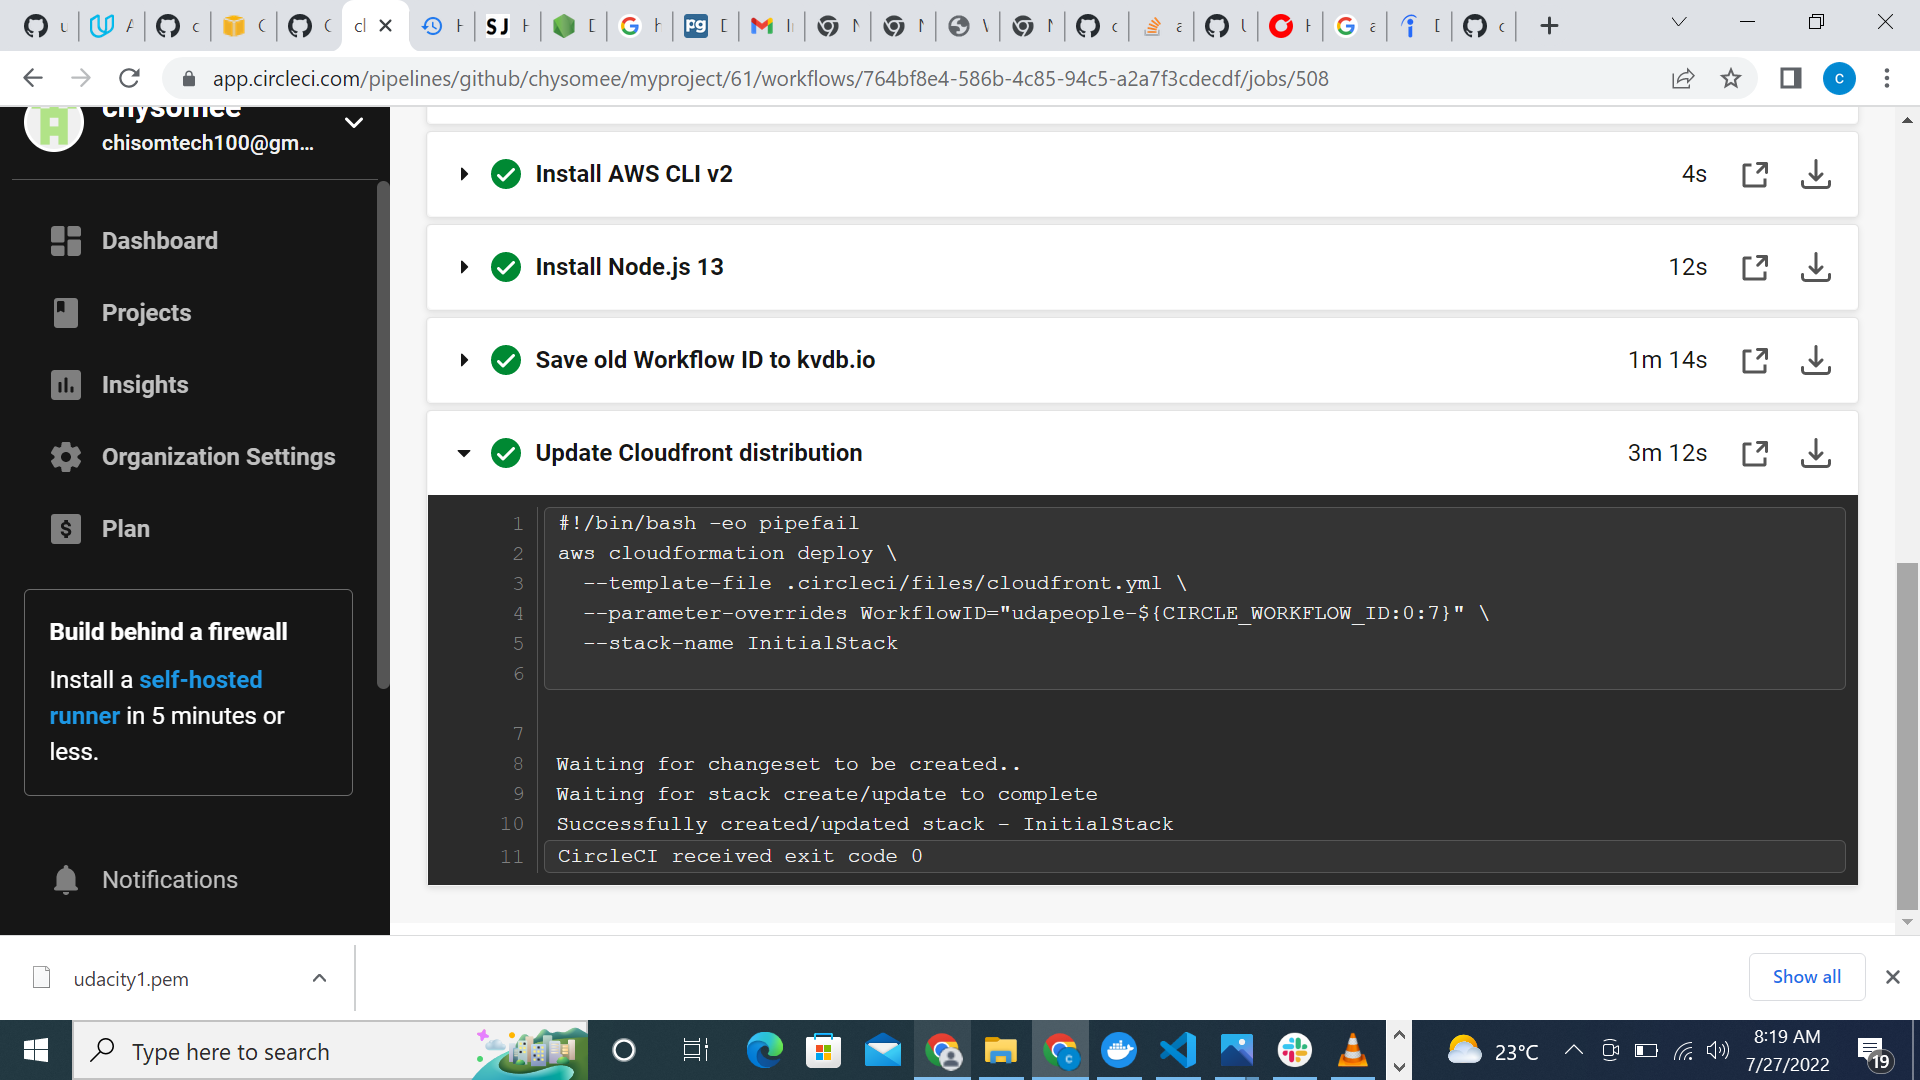 app.circleci.com/pipelines/github/chysomee/myproject/61/workflows/764bf8e4-586b-4c85-94c5-a2a7f3cdecdf/jobs/508
c
chysomee
chisomtech100@gm...
Dashboard
Projects
Insights
Organization Settings
Plan
Build behind a firewall
Install a self-hosted
runner in 5 minutes or
less.
Notifications
Install AWS CLI v2
4s
Install Node.js 13
12s
Save old Workflow ID to kvdb.io
1m 14s
Update Cloudfront distribution
3m 12s
1 #!/bin/bash -eo pipefail
2 aws cloudformation deploy \
3 --template-file .circleci/files/cloudfront.yml \
4 --parameter-overrides WorkflowID="udapeople-${CIRCLE_WORKFLOW_ID:0:7}" \
5 --stack-name InitialStack
6
7
8 Waiting for changeset to be created..
9 Waiting for stack create/update to complete
10 Successfully created/updated stack - InitialStack
11 CircleCI received exit code 0
udacity1.pem
Show all
Type here to search
23°C
8:19 AM
7/27/2022
19